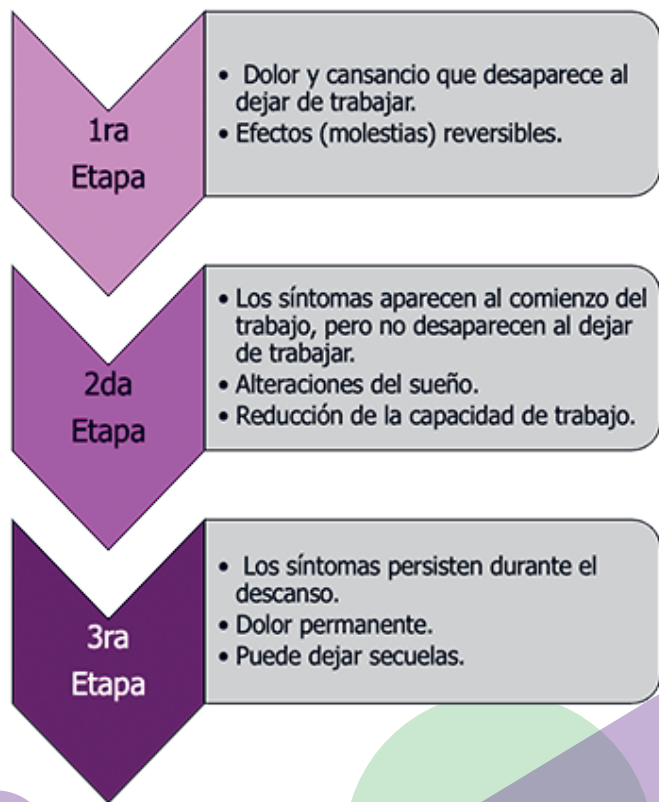 1ra
Etapa
• Dolor y cansancio que desaparece al
dejar de trabajar.
• Efectos (molestias) reversibles.
2da
Etapa
• Los síntomas aparecen al comienzo del
trabajo, pero no desaparecen al dejar
de trabajar.
• Alteraciones del sueño.
• Reducción de la capacidad de trabajo.
3ra
Etapa
• Los síntomas persisten durante el
descanso.
• Dolor permanente.
• Puede dejar secuelas.